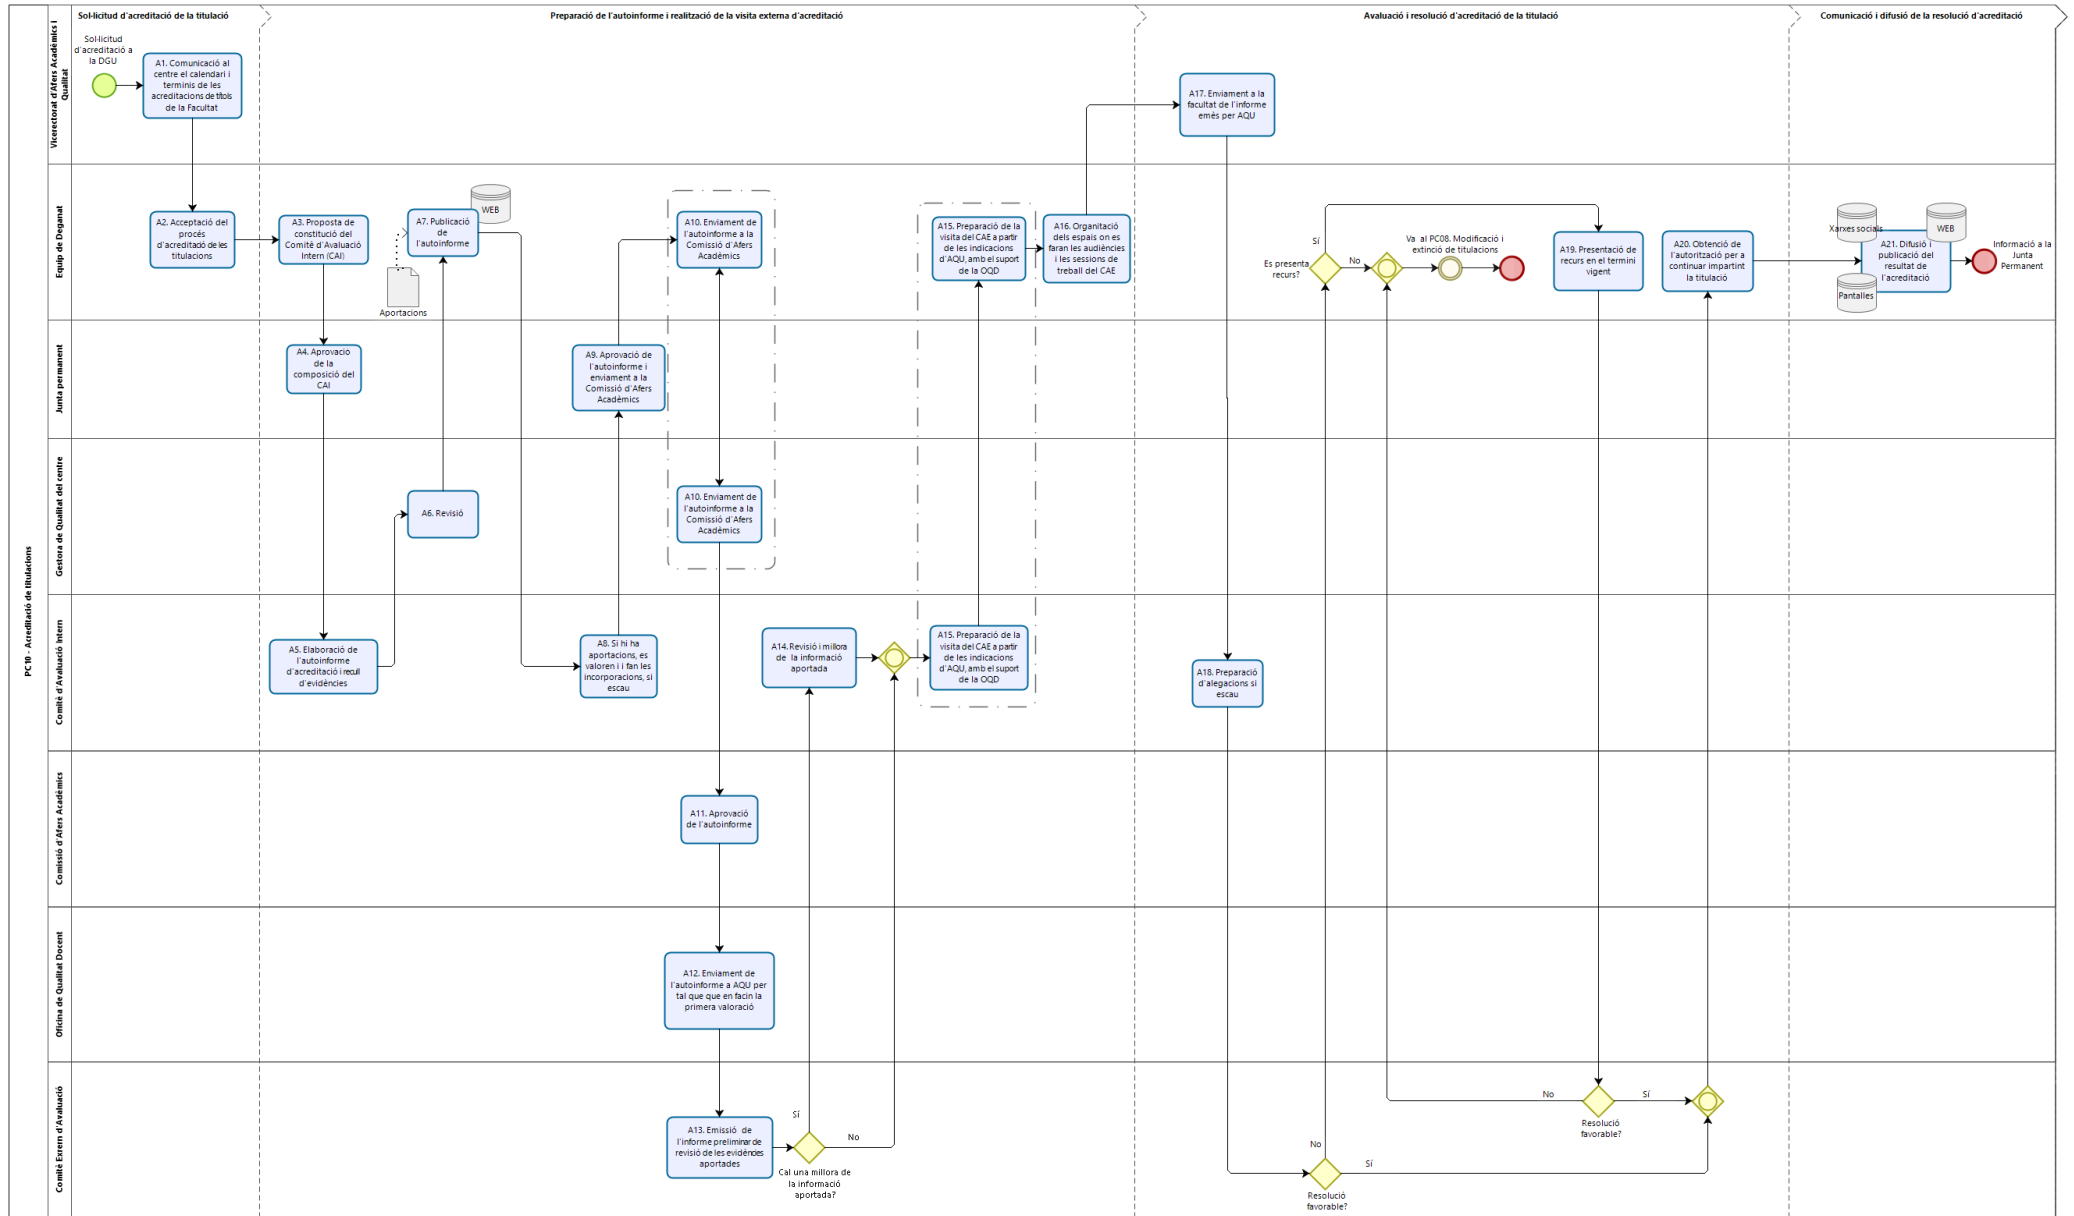 Sol·licitud d'acreditació de la titulació
Preparació de l'autoinforme i realització de la visita externa d'acreditació
Avaluació i resolució d'acreditació de la titulació
Comunicació i difusió de la resolució d'acreditació
PC10 - Acreditació de titulacions
Vicerectorat d'Afers Acadèmics i
Qualitat
Sol·licitud
d'acreditació a
la DGU
A1. Comunicació al
centre el calendari i
terminis de les
acreditacions de títols
de la Facultat
A17. Enviament a la
facultat de l'informe
emès per AQU
Equip de Deganat
A2. Acceptació del
procés
d'acreditació de les
titulacions
A3. Proposta de
constitució del
Comitè d'Avaluació
Intern (CAI)
A7. Publicació
de
l'autoinforme
WEB
Aportacions
A10. Enviament de
l'autoinforme a la
Comissió d'Afers
Acadèmics
A15. Preparació de la
visita del CAE a partir
de les indicacions
d'AQU, amb el suport
de la OQD
A16. Organitació
dels espais on es
faran les audiències
i les sessions de
treball del CAE
Es presenta
recurs?
Sí
No
Va al PC08. Modificació i
extinció de titulacions
A19. Presentació de
recurs en el termini
vigent
A20. Obtenció de
l'autorització per a
continuar impartint
la titulació
Xarxes socials
WEB
Pantalles
A21. Difusió i
publicació del
resultat de
l'acreditació
Informació a la
Junta
Permanent
Junta permanent
A4. Aprovació
de la
composició del
CAI
A9. Aprovació de
l'autoinforme i
enviament a la
Comissió d'Afers
Acadèmics
Gestora de Qualitat del centre
A6. Revisió
A10. Enviament de
l'autoinforme a la
Comissió d'Afers
Acadèmics
Comitè d'Avaluació Intern
A5. Elaboració de
l'autoinforme
d'acreditació i recull
d'evidències
A8. Si hi ha
aportacions, es
valoren i i fan les
incorporacions, si
escau
A14. Revisió i millora
de la informació
aportada
A15. Preparació de la
visita del CAE a partir
de les indicacions
d'AQU, amb el suport
de la OQD
A18. Preparació
d'alegacions si
escau
Comissió d'Afers Acadèmics
A11. Aprovació
de l'autoinforme
Oficina de Qualitat Docent
A12. Enviament de
l'autoinforme a AQU per
tal que que en facin la
primera valoració
Comitè Exrern d'Avaluació
A13. Emissió de
l'informe preliminar de
revisió de les evidències
aportades
Sí
No
Cal una millora de
la informació
aportada?
No
Sí
Resolució
favorable?
No
Sí
Resolució
favorable?